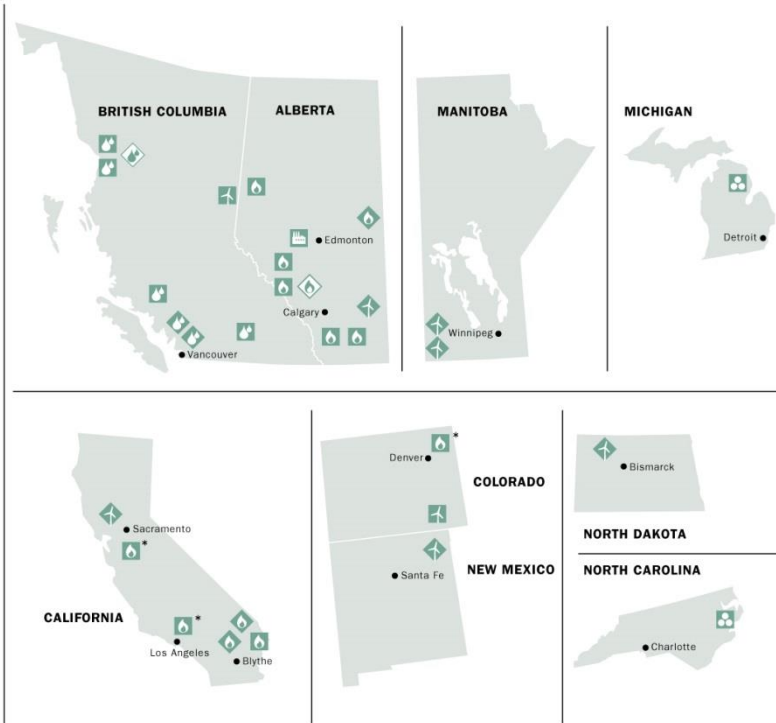 BRITISH COLUMBIA
ALBERTA
MANITOBA
MICHIGAN
Edmonton
Detroit
Calgary
Winnipeg
Vancouver
*
Denver
COLORADO
Bismarck
Sacramento
*
NORTH DAKOTA
Santa Fe
NEW MEXICO
NORTH CAROLINA
CALIFORNIA
*
Los Angeles
Charlotte
Blythe